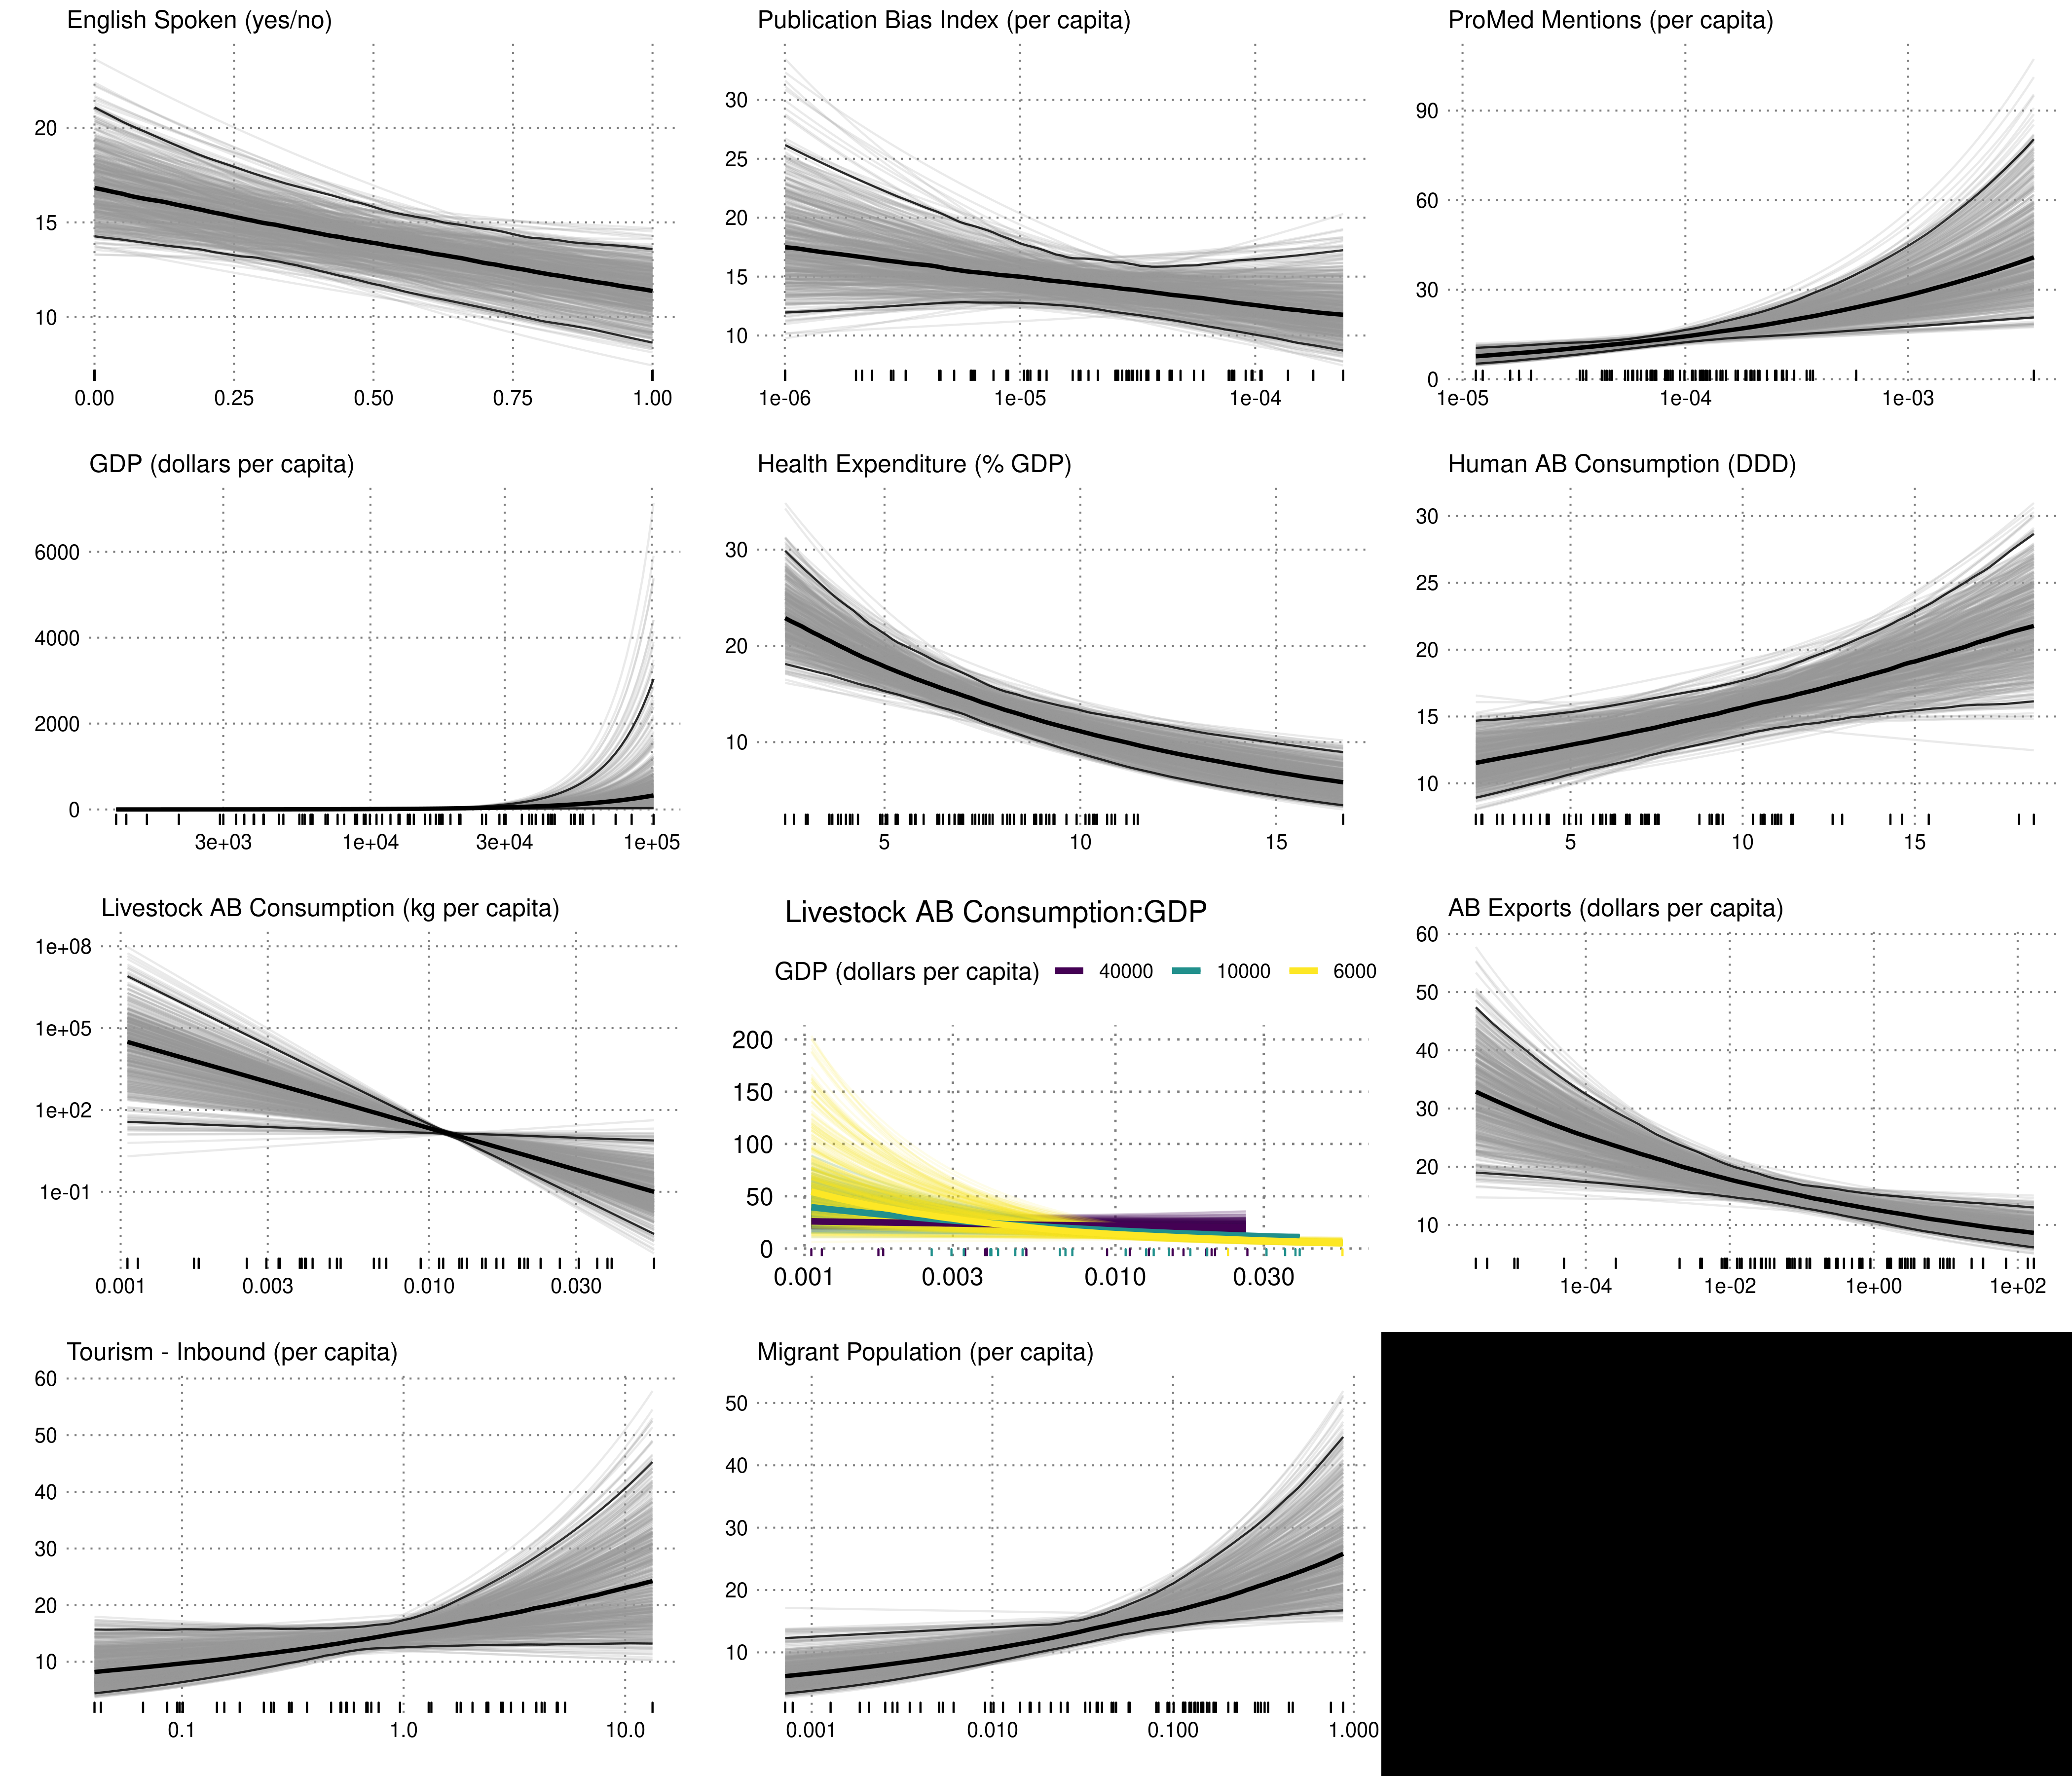 English Spoken (yes/no)
20
15
10
0.00 0.25 0.50 0.75 1.00
Publication Bias Index (per capita)
30
25
20
15
10
1e-06 1e-05 1e-04
ProMed Mentions (per capita)
90
60
30
0
1e-05 1e-04 1e-03
GDP (dollars per capita)
6000
4000
2000
0
3e+03 1e+04 3e+04 1e+05
Health Expenditure (% GDP)
30
20
10
5 10 15
Human AB Consumption (DDD)
30
25
20
15
10
5 10 15
Livestock AB Consumption (kg per capita)
1e+08
1e+05
1e+02
1e-01
0.001 0.003 0.010 0.030
Livestock AB Consumption:GDP
GDP (dollars per capita) 40000 10000 6000
200
150
100
50
0
0.001 0.003 0.010 0.030
AB Exports (dollars per capita)
60
50
40
30
20
10
1e-04 1e-02 1e+00 1e+02
Tourism - Inbound (per capita)
60
50
40
30
20
10
0.1 1.0 10.0
Migrant Population (per capita)
50
40
30
20
10
0.001 0.010 0.100 1.000